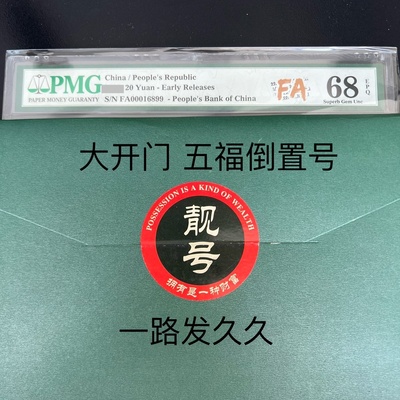 PMG
PAPER MONEY GUARANTY
China / People's Republic
20 Yuan - Early Releases
S/N FA00016899 - People's Bank of China
FA
68
EPQ
Superb Gem Unc
大开门 五福倒置号
POSSESSION IS A KIND OF WEALTH
靓号
拥有是一种财富
一路发久久